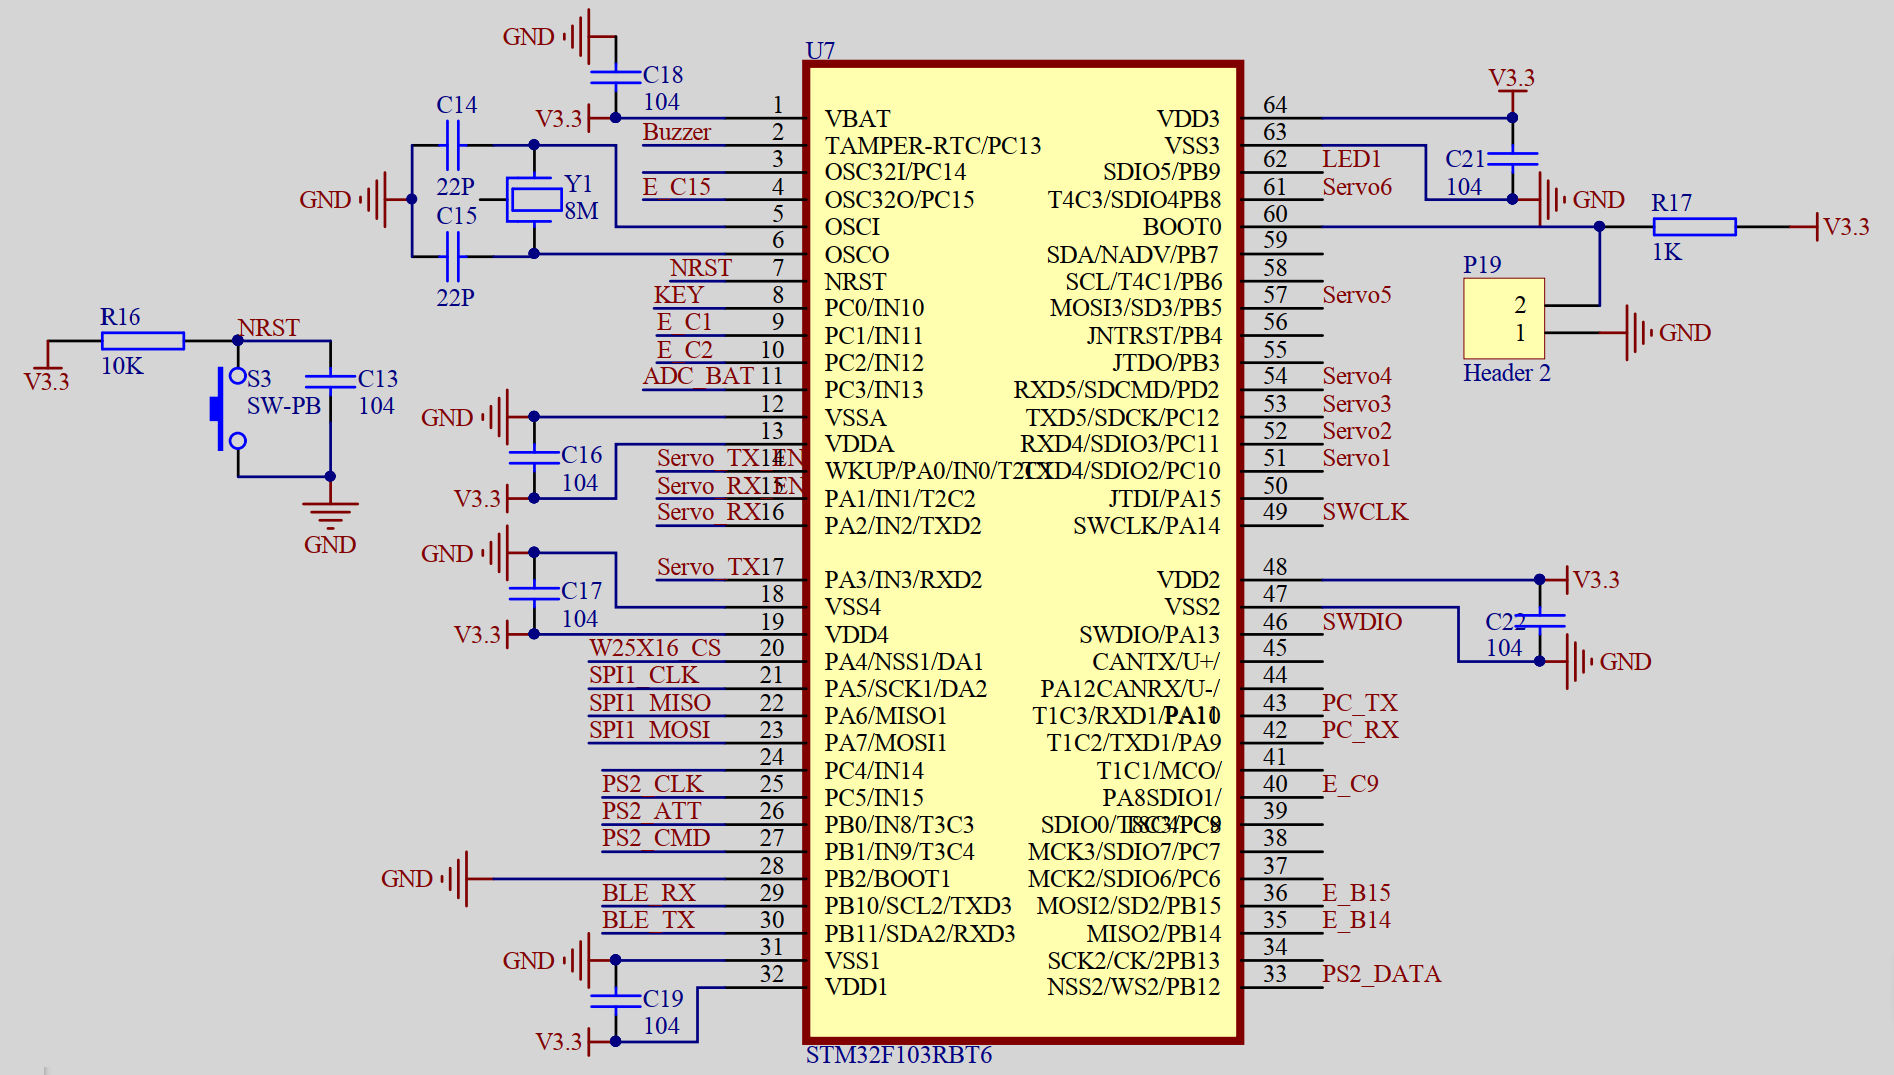 GND
C18
104
V3.3
C14
22P
C15
22P
GND
Y1
8M
R16
10K
V3.3
NRST
S3
SW-PB
C13
104
GND
GND
C16
104
V3.3
GND
C17
104
V3.3
GND
GND
C19
104
V3.3
U7
1 VBAT
Buzzer 2 TAMPER-RTC/PC13
3 OSC32I/PC14
E_C15 4 OSC32O/PC15
5 OSCI
6 OSCO
NRST 7 NRST
KEY 8 PC0/IN10
E_C1 9 PC1/IN11
E_C2 10 PC2/IN12
ADC_BAT 11 PC3/IN13
12 VSSA
13 VDDA
Servo_TX_EN 14 WKUP/PA0/IN0/T2C1
Servo_RX_EN 15 PA1/IN1/T2C2
Servo_RX 16 PA2/IN2/TXD2
Servo_TX 17 PA3/IN3/RXD2
18 VSS4
19 VDD4
W25X16_CS 20 PA4/NSS1/DA1
SPI1_CLK 21 PA5/SCK1/DA2
SPI1_MISO 22 PA6/MISO1
SPI1_MOSI 23 PA7/MOSI1
24 PC4/IN14
PS2_CLK 25 PC5/IN15
PS2_ATT 26 PB0/IN8/T3C3
PS2_CMD 27 PB1/IN9/T3C4
28 PB2/BOOT1
BLE_RX 29 PB10/SCL2/TXD3
BLE_TX 30 PB11/SDA2/RXD3
31 VSS1
32 VDD1
VDD3 64
VSS3 63
SDIO5/PB9 62 LED1
T4C3/SDIO4PB8 61 Servo6
BOOT0 60
SDA/NADV/PB7 59
SCL/T4C1/PB6 58
MOSI3/SD3/PB5 57 Servo5
JNTRST/PB4 56
JTDO/PB3 55
RXD5/SDCMD/PD2 54 Servo4
TXD5/SDCK/PC12 53 Servo3
RXD4/SDIO3/PC11 52 Servo2
TXD4/SDIO2/PC10 51 Servo1
JTDI/PA15 50
SWCLK/PA14 49 SWCLK
VDD2 48
VSS2 47
SWDIO/PA13 46 SWDIO
CANTX/U+/ 45
PA12CANRX/U-/ 44
PA11
T1C3/RXD1/PA10 43 PC_TX
T1C2/TXD1/PA9 42 PC_RX
T1C1/MCO/ 41
PA8SDIO1/ 40 E_C9
SDIO0/T8C3/PC8 39
MCK3/SDIO7/PC7 38
MCK2/SDIO6/PC6 37
MOSI2/SD2/PB15 36 E_B15
MISO2/PB14 35 E_B14
SCK2/CK/2PB13 34
NSS2/WS2/PB12 33 PS2_DATA
STM32F103RBT6
V3.3
C21
104
GND
R17
1K
V3.3
P19
2
1
GND
Header 2
V3.3
C22
104
GND